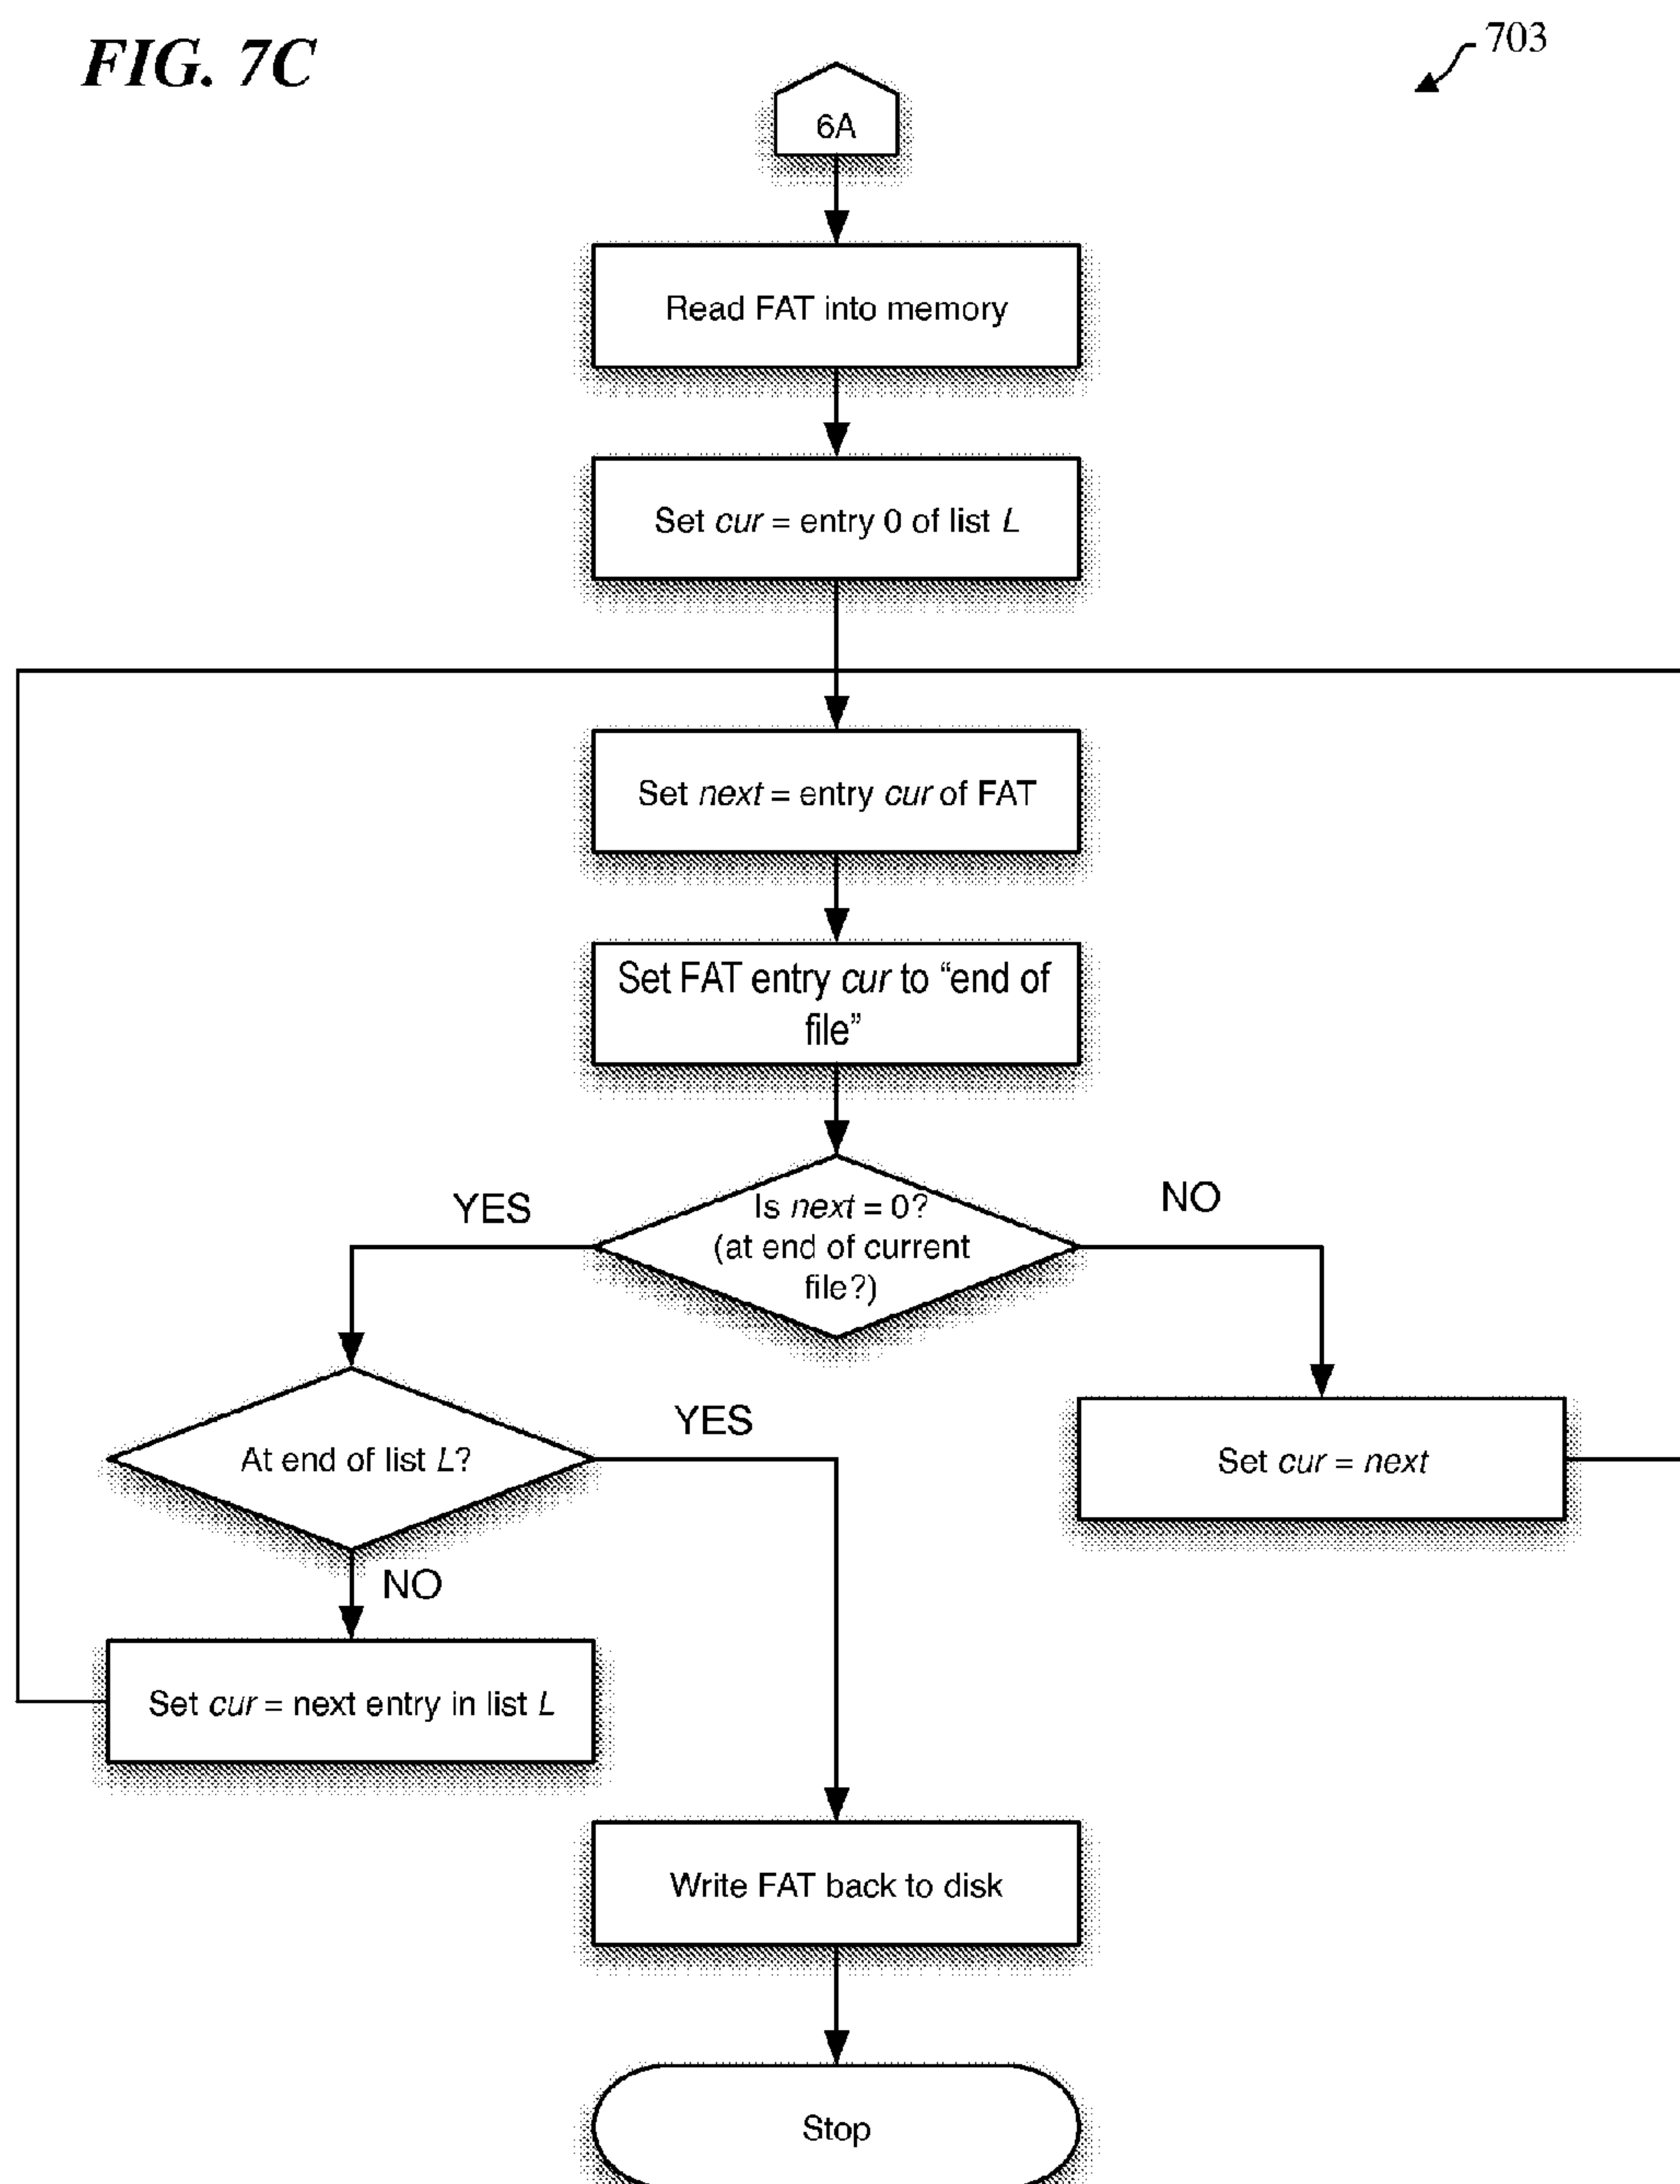 FIG. 7C
703
6A
Read FAT into memory
Set cur = entry 0 of list L
Set next = entry cur of FAT
Set FAT entry cur to “end of
file”
YES
Is next = 0?
(at end of current
file?)
NO
At end of list L?
YES
Set cur = next
NO
Set cur = next entry in list L
Write FAT back to disk
Stop